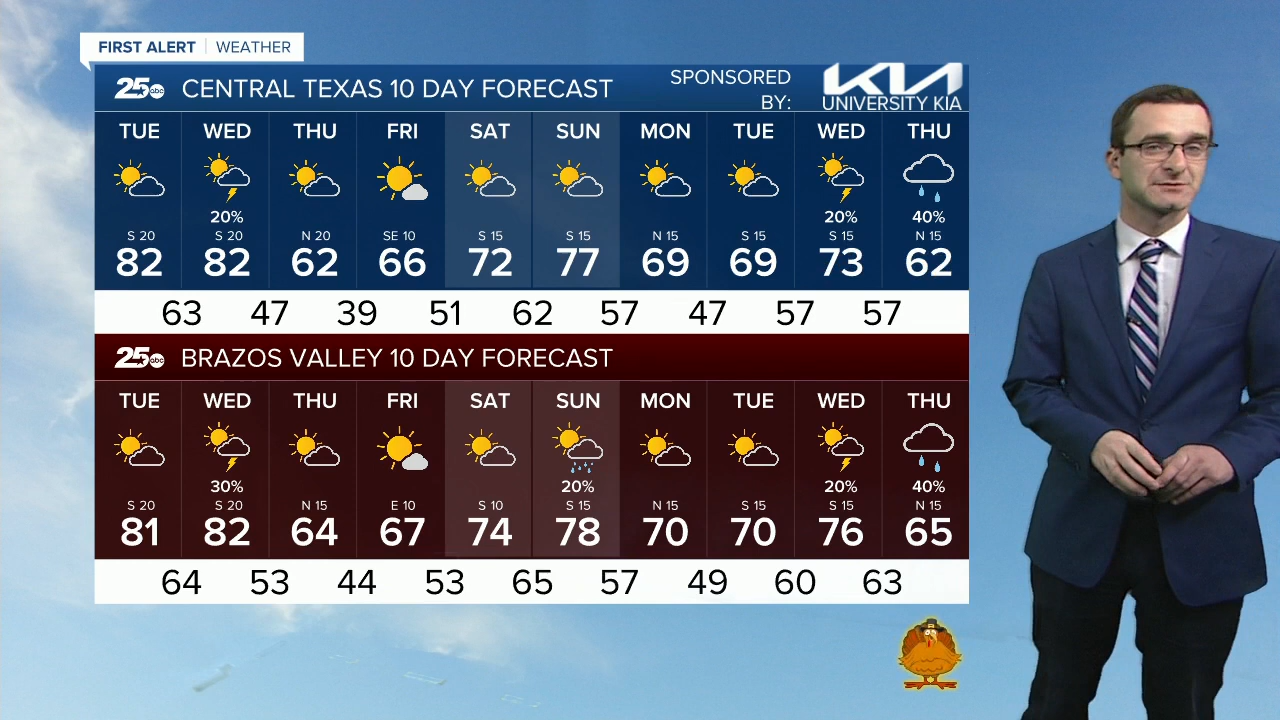 FIRST ALERT | WEATHER
25 abc CENTRAL TEXAS 10 DAY FORECAST
SPONSORED BY:
KIA
UNIVERSITY KIA
TUE WED THU FRI SAT SUN MON TUE WED THU
20% 20% 40%
S 20 S 20 N 20 SE 10 S 15 S 15 N 15 S 15 S 15 N 15
82 82 62 66 72 77 69 69 73 62
63 47 39 51 62 57 47 57 57
25 abc BRAZOS VALLEY 10 DAY FORECAST
TUE WED THU FRI SAT SUN MON TUE WED THU
30% 20% 20% 40%
S 20 S 20 N 15 E 10 S 10 S 15 N 15 S 15 S 15 N 15
81 82 64 67 74 78 70 70 76 65
64 53 44 53 65 57 49 60 63